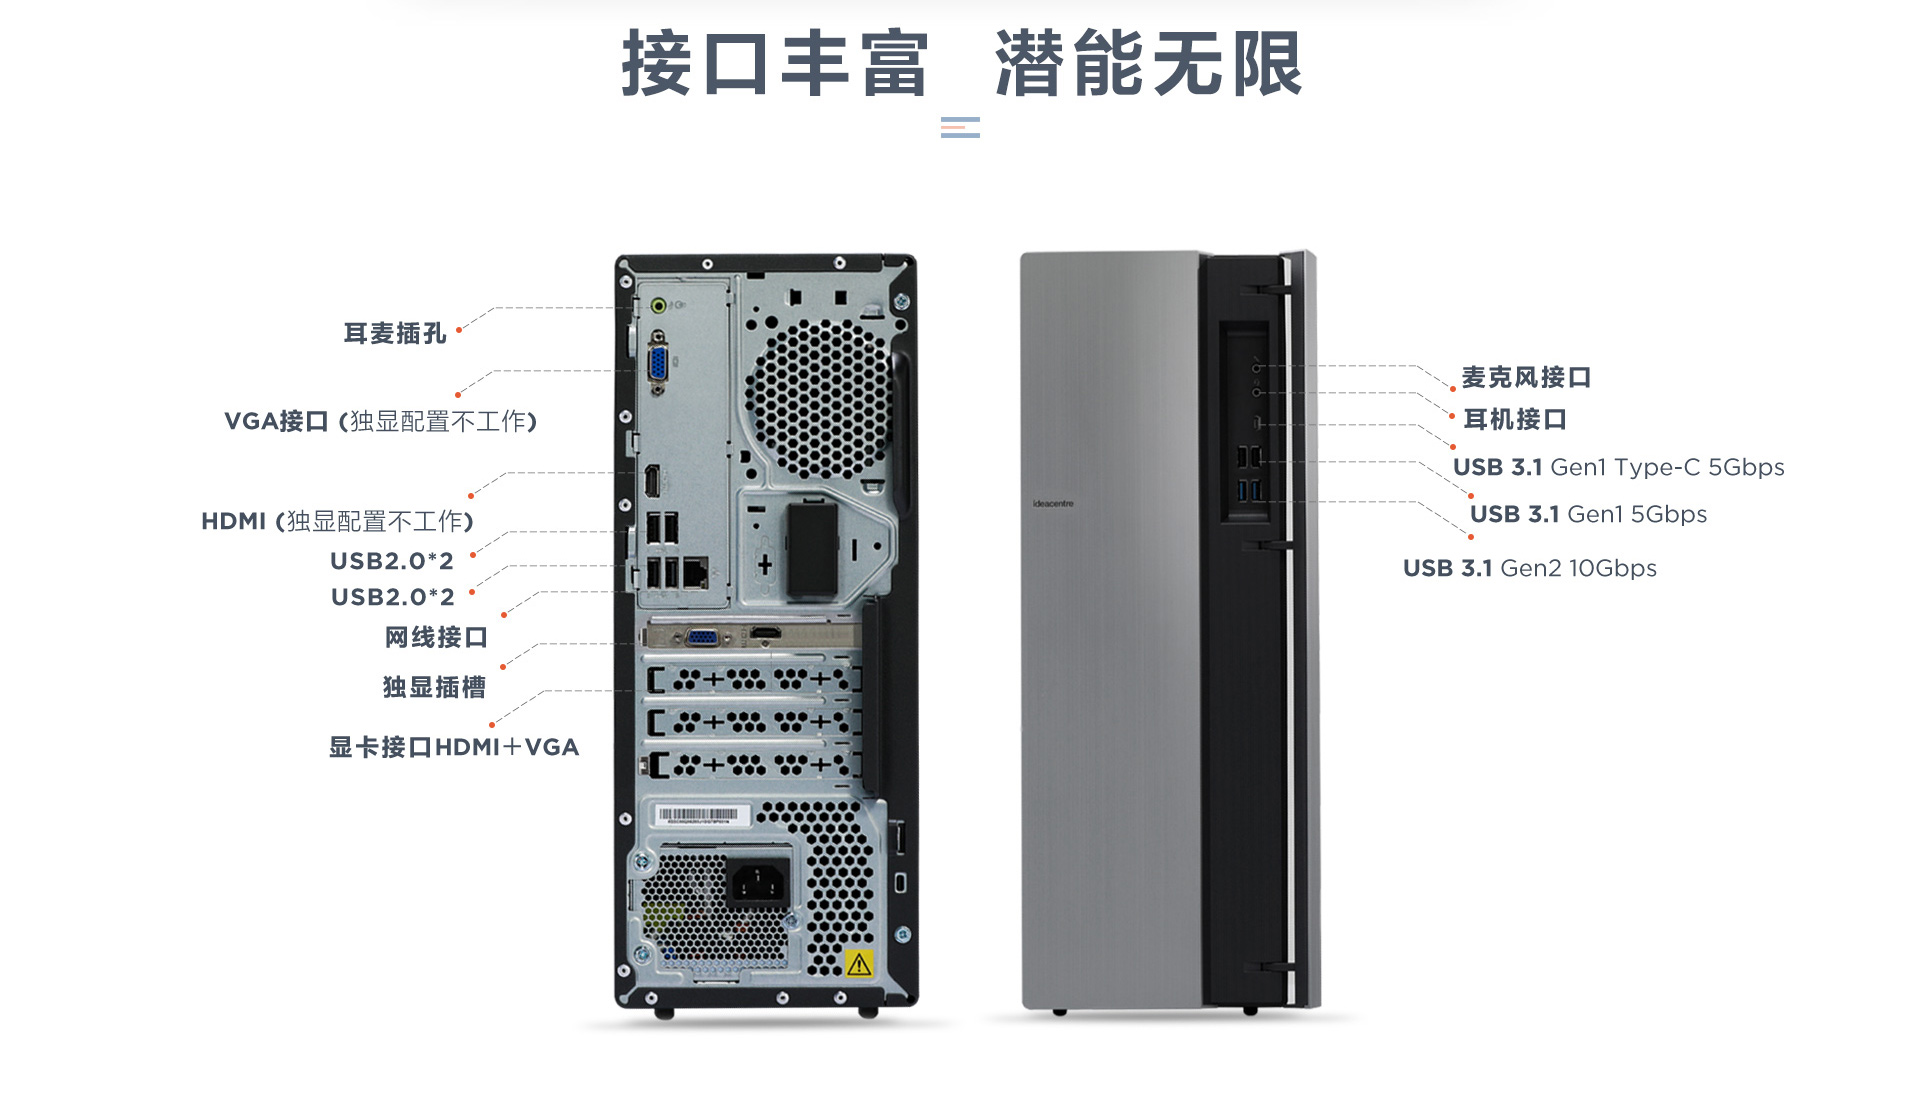 接口丰富 潜能无限
耳麦插孔
VGA接口 (独显配置不工作)
HDMI (独显配置不工作)
USB2.0*2
USB2.0*2
网线接口
独显插槽
显卡接口HDMI+VGA
ideacentre
麦克风接口
耳机接口
USB 3.1 Gen1 Type-C 5Gbps
USB 3.1 Gen1 5Gbps
USB 3.1 Gen2 10Gbps